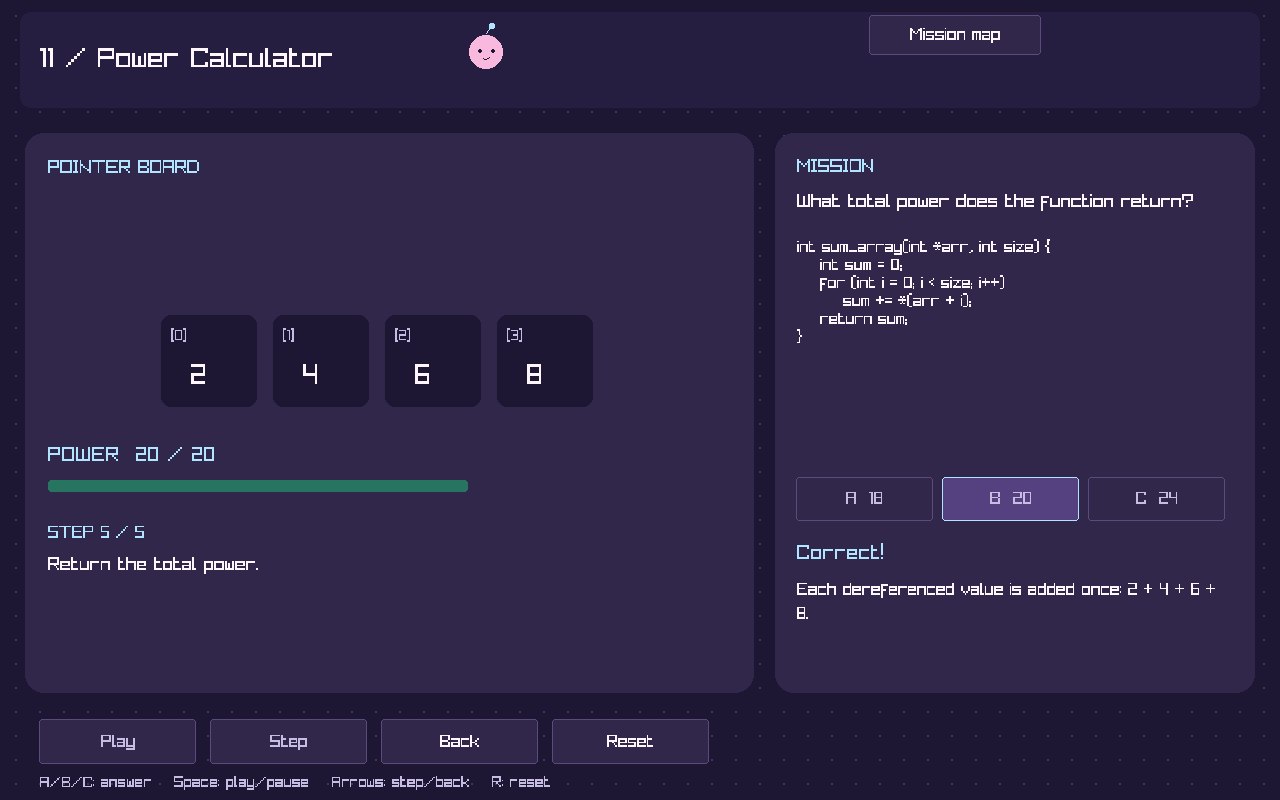 11 / Power Calculator
Mission map
POINTER BOARD
[0]
[1]
[2]
[3]
2
4
6
8
POWER 20 / 20
STEP 5 / 5
Return the total power.
MISSION
What total power does the function return?
int sum_array(int *arr, int size) {
    int sum = 0;
    for (int i = 0; i < size; i++)
        sum += *(arr + i);
    return sum;
}
A 18
B 20
C 24
Correct!
Each dereferenced value is added once: 2 + 4 + 6 +
8.
Play
Step
Back
Reset
A/B/C: answer Space: play/pause Arrows: step/back R: reset